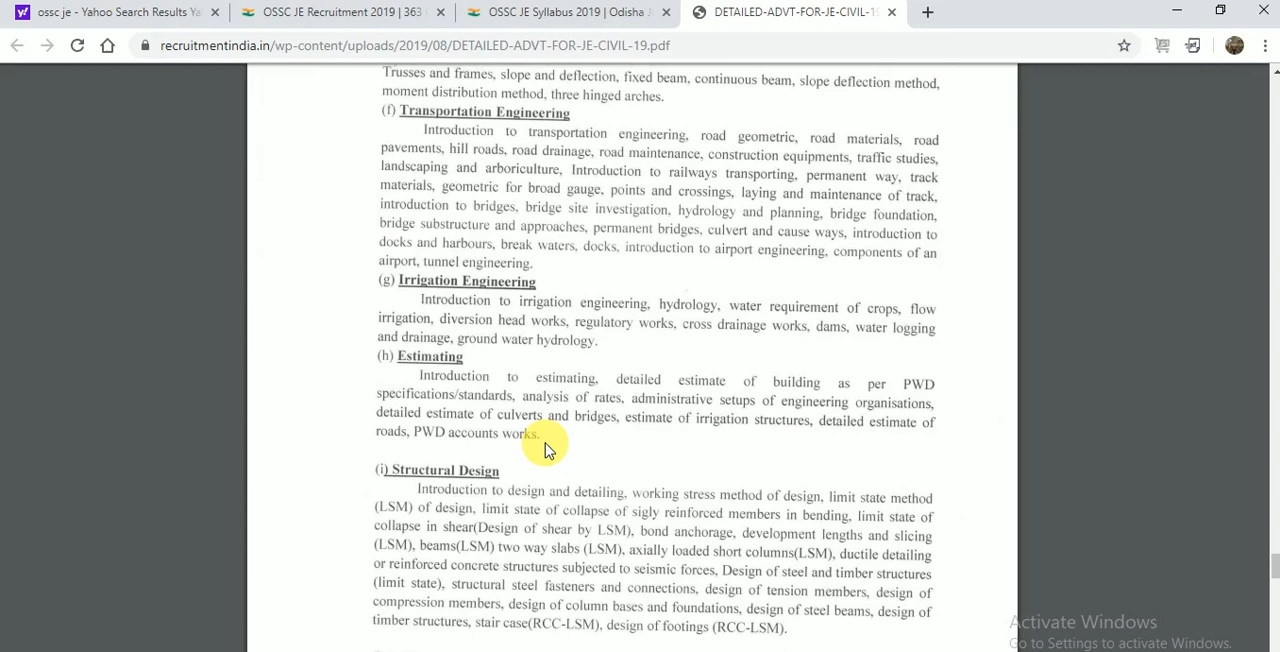 ossc je - Yahoo Search Results Ya
OSSC JE Recruitment 2019 | 363
OSSC JE Syllabus 2019 | Odisha J
DETAILED-ADVT-FOR-JE-CIVIL-19
recruitmentindia.in/wp-content/uploads/2019/08/DETAILED-ADVT-FOR-JE-CIVIL-19.pdf
Trusses and frames, slope and deflection, fixed beam, continuous beam, slope deflection method,
moment distribution method, three hinged arches.
(f) Transportation Engineering
Introduction to transportation engineering, road geometric, road materials, road
pavements, hill roads, road drainage, road maintenance, construction equipments, traffic studies,
landscaping and arboriculture, Introduction to railways transporting, permanent way, track
materials, geometric for broad gauge, points and crossings, laying and maintenance of track,
introduction to bridges, bridge site investigation, hydrology and planning, bridge foundation,
bridge substructure and approaches, permanent bridges, culvert and cause ways, introduction to
docks and harbours, break waters, docks, introduction to airport engineering, components of an
airport, tunnel engineering.
(g) Irrigation Engineering
Introduction to irrigation engineering, hydrology, water requirement of crops, flow
irrigation, diversion head works, regulatory works, cross drainage works, dams, water logging
and drainage, ground water hydrology.
(h) Estimating
Introduction to estimating, detailed estimate of building as per PWD
specifications/standards, analysis of rates, administrative setups of engineering organisations,
detailed estimate of culverts and bridges, estimate of irrigation structures, detailed estimate of
roads, PWD accounts works.
(i) Structural Design
Introduction to design and detailing, working stress method of design, limit state method
(LSM) of design, limit state of collapse of sigly reinforced members in bending, limit state of
collapse in shear(Design of shear by LSM), bond anchorage, development lengths and slicing
(LSM), beams(LSM) two way slabs (LSM), axially loaded short columns(LSM), ductile detailing
or reinforced concrete structures subjected to seismic forces, Design of steel and timber structures
(limit state), structural steel fasteners and connections, design of tension members, design of
compression members, design of column bases and foundations, design of steel beams, design of
timber structures, stair case(RCC-LSM), design of footings (RCC-LSM).
Activate Windows
Go to Settings to activate Windows.